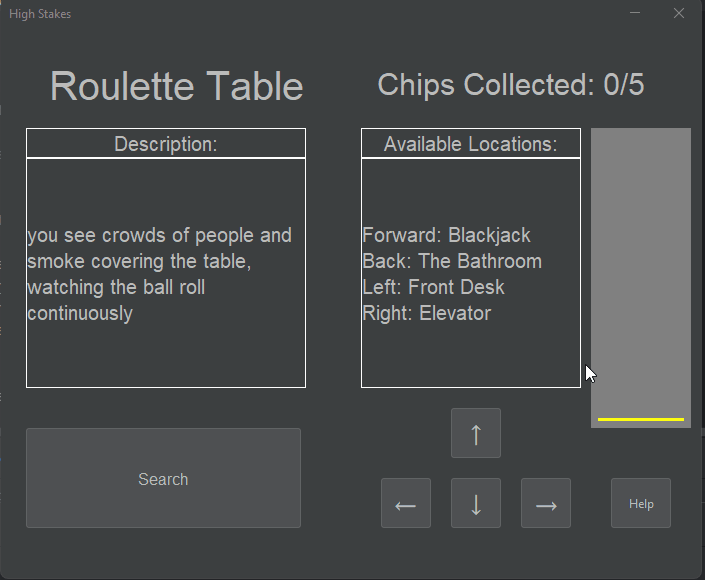 High Stakes
Roulette Table
Chips Collected: 0/5
Description:
you see crowds of people and
smoke covering the table,
watching the ball roll
continuously
Available Locations:
Forward: Blackjack
Back: The Bathroom
Left: Front Desk
Right: Elevator
Search
↑
← ↓ →
Help